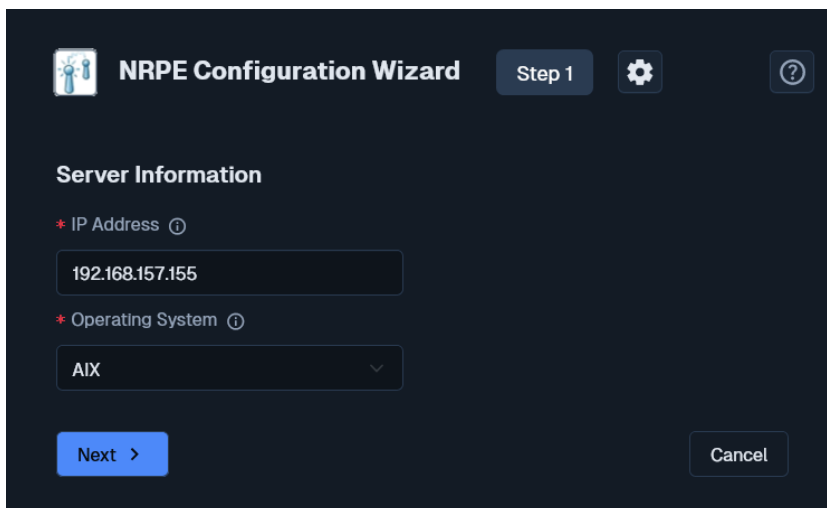 NRPE Configuration Wizard Step 1
Server Information
* IP Address
192.168.157.155
* Operating System
AIX
Next
Cancel